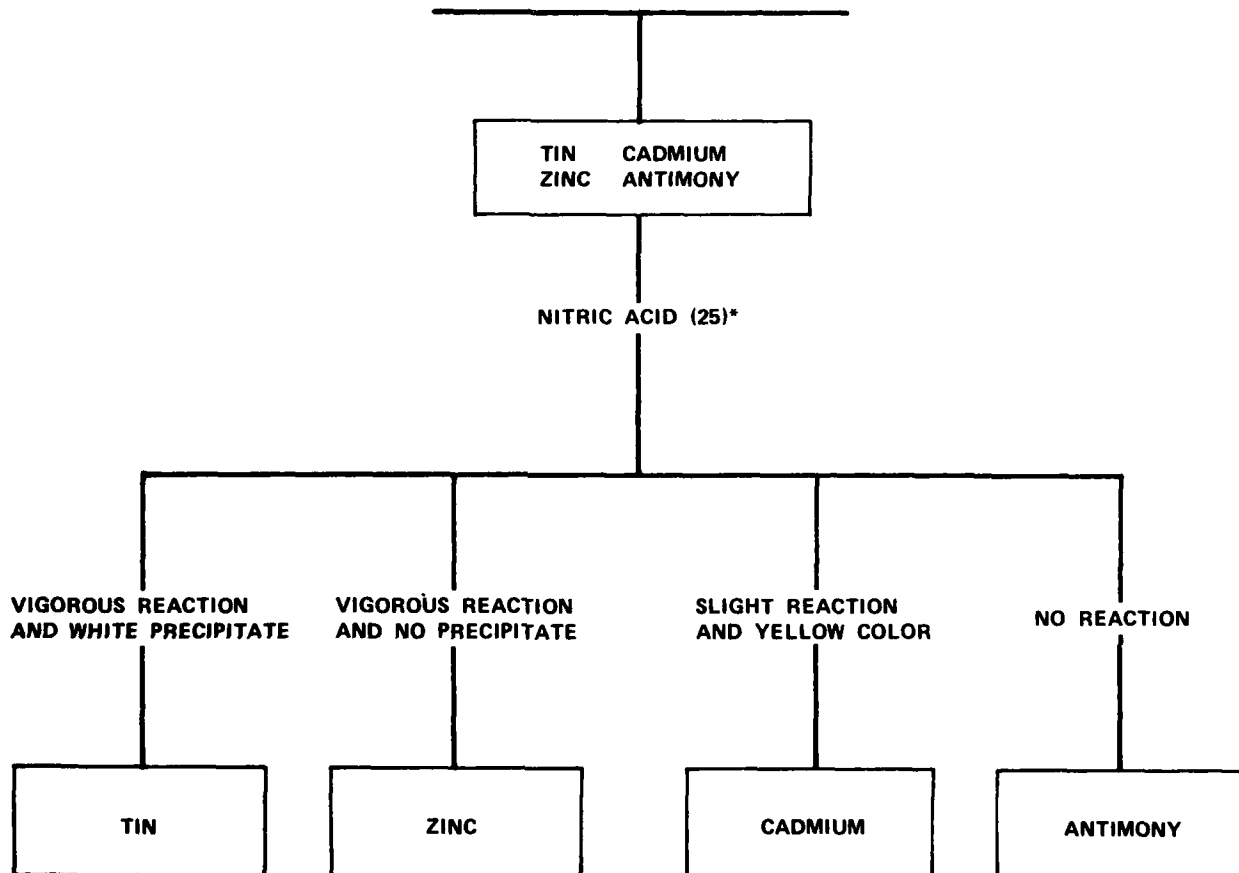 TIN CADMIUM
ZINC ANTIMONY
NITRIC ACID (25)*
VIGOROUS REACTION
AND WHITE PRECIPITATE
VIGOROUS REACTION
AND NO PRECIPITATE
SLIGHT REACTION
AND YELLOW COLOR
NO REACTION
TIN
ZINC
CADMIUM
ANTIMONY